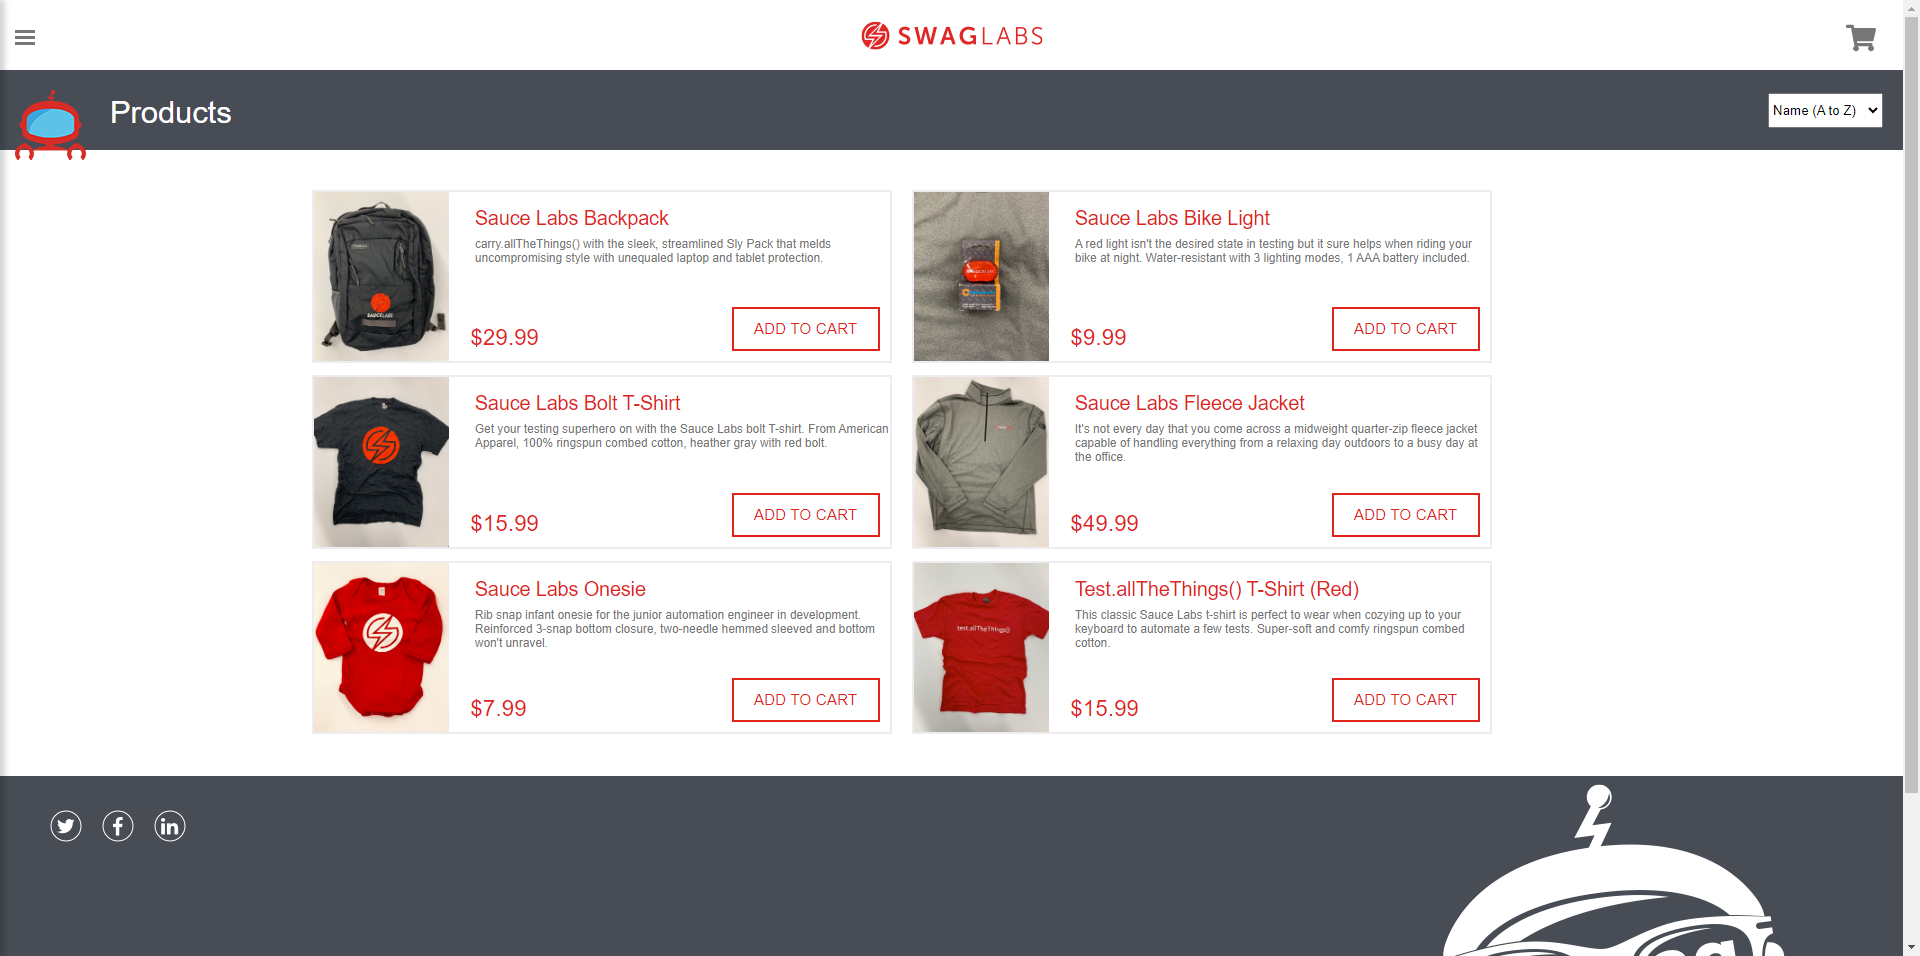 SWAGLABS
Products
Name (A to Z)
Sauce Labs Backpack
carry.allTheThings() with the sleek, streamlined Sly Pack that melds
uncompromising style with unequaled laptop and tablet protection.
$29.99
ADD TO CART
SAUCELABS
Sauce Labs Bike Light
A red light isn't the desired state in testing but it sure helps when riding your
bike at night. Water-resistant with 3 lighting modes, 1 AAA battery included.
$9.99
ADD TO CART
Sauce Labs Bolt T-Shirt
Get your testing superhero on with the Sauce Labs bolt T-shirt. From American
Apparel, 100% ringspun combed cotton, heather gray with red bolt.
$15.99
ADD TO CART
Sauce Labs Fleece Jacket
It's not every day that you come across a midweight quarter-zip fleece jacket
capable of handling everything from a relaxing day outdoors to a busy day at
the office.
$49.99
ADD TO CART
Sauce Labs Onesie
Rib snap infant onesie for the junior automation engineer in development.
Reinforced 3-snap bottom closure, two-needle hemmed sleeved and bottom
won't unravel.
$7.99
ADD TO CART
test.allTheThings()
Test.allTheThings() T-Shirt (Red)
This classic Sauce Labs t-shirt is perfect to wear when cozying up to your
keyboard to automate a few tests. Super-soft and comfy ringspun combed
cotton.
$15.99
ADD TO CART